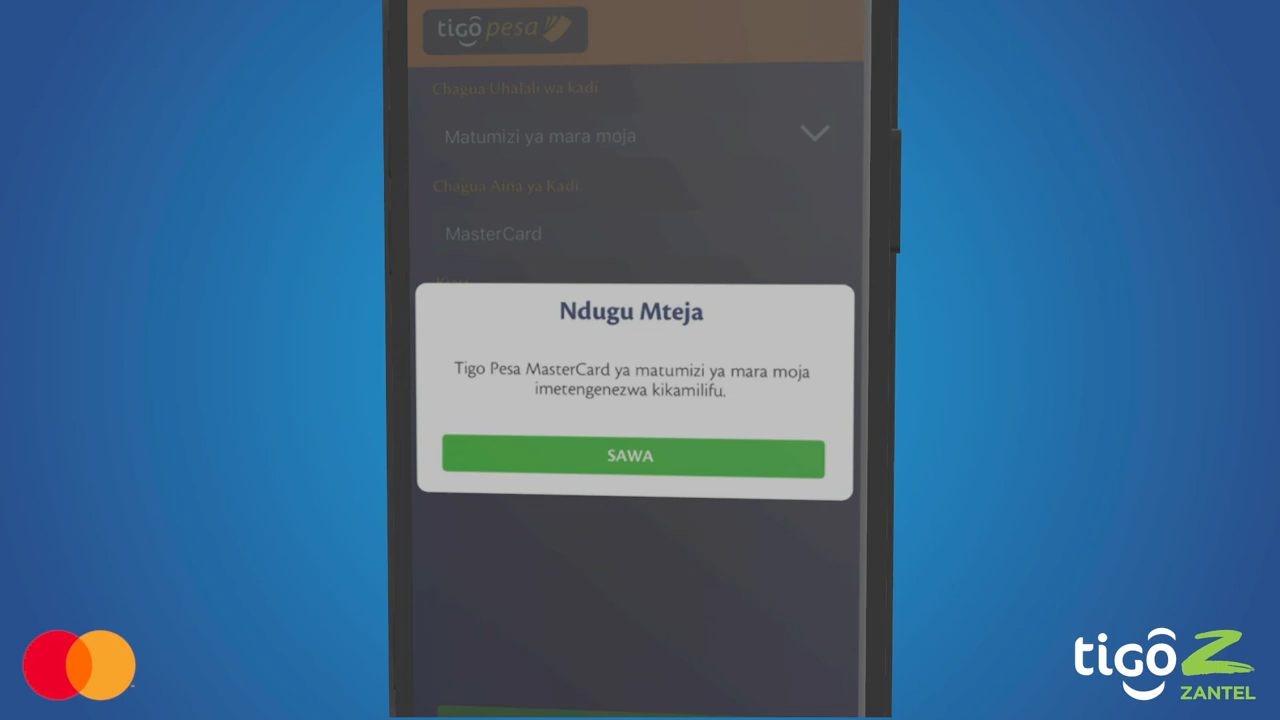 tigo pesa
Chagua Uhalali wa kadi
Matumizi ya mara moja
Chagua Aina ya Kadi
MasterCard
Ndugu Mteja
Tigo Pesa MasterCard ya matumizi ya mara moja
imetengenezwa kikamilifu.
SAWA
tigo Z
ZANTEL